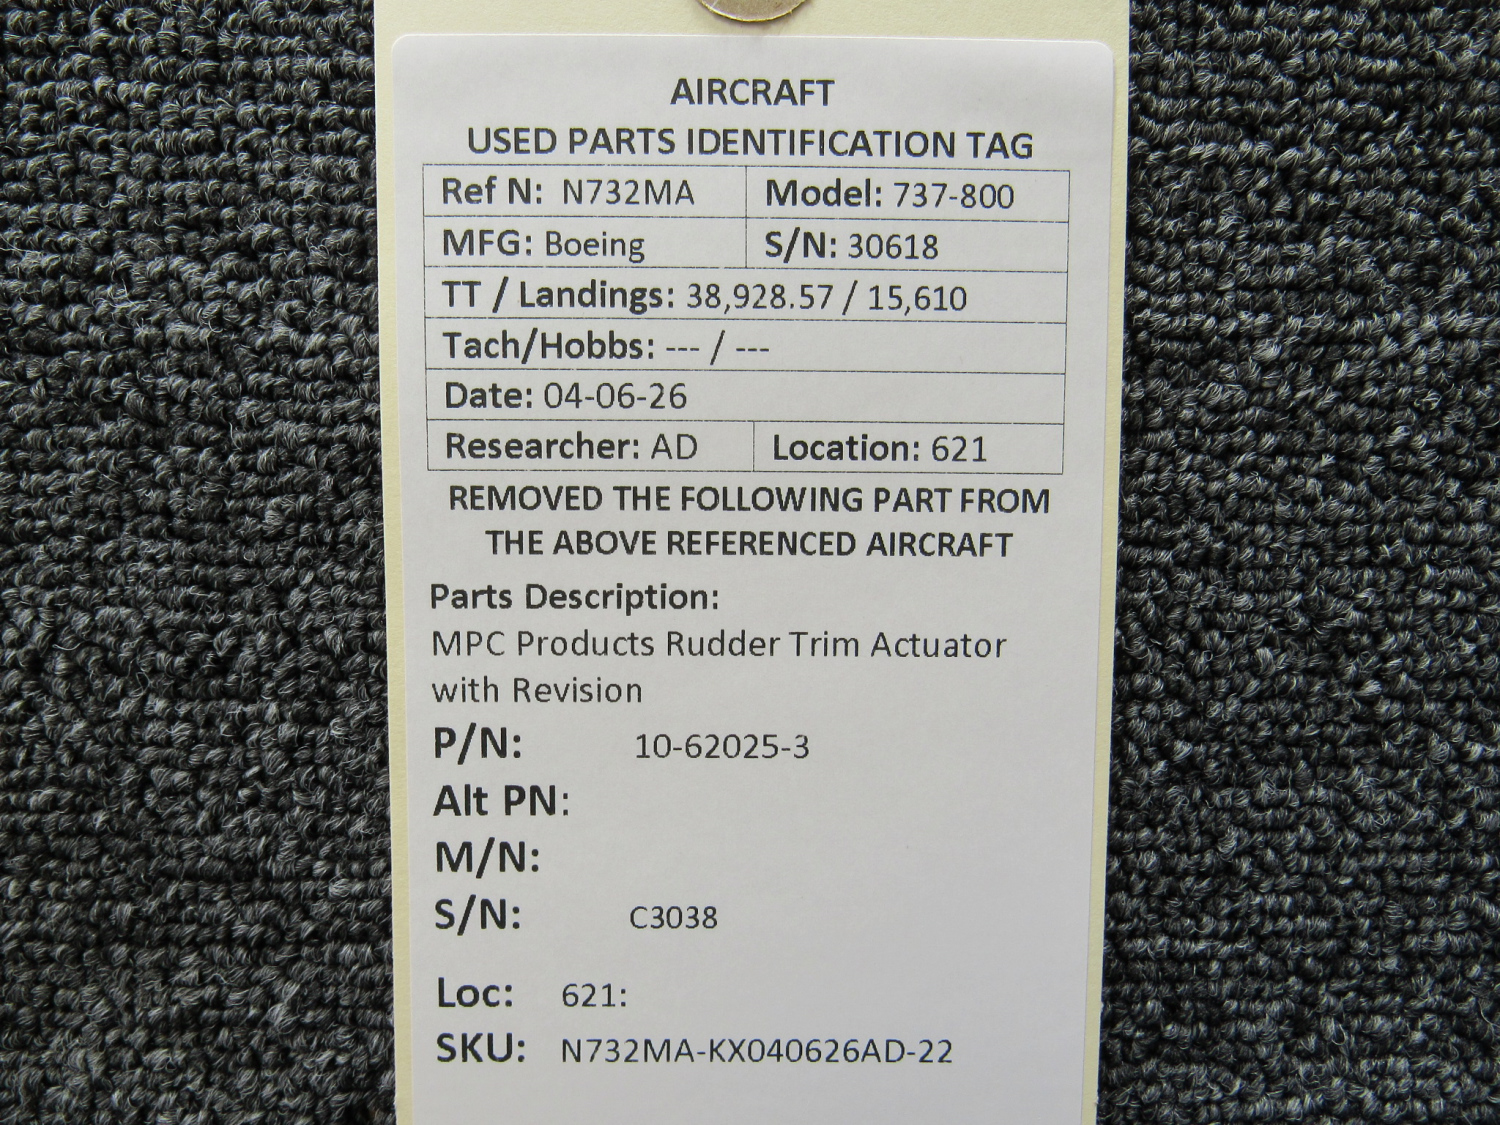 AIRCRAFT
USED PARTS IDENTIFICATION TAG
Ref N: N732MA Model: 737-800
MFG: Boeing S/N: 30618
TT / Landings: 38,928.57 / 15,610
Tach/Hobbs: --- / ---
Date: 04-06-26
Researcher: AD Location: 621
REMOVED THE FOLLOWING PART FROM
THE ABOVE REFERENCED AIRCRAFT
Parts Description:
MPC Products Rudder Trim Actuator
with Revision
P/N: 10-62025-3
Alt PN:
M/N:
S/N: C3038
Loc: 621:
SKU: N732MA-KX040626AD-22